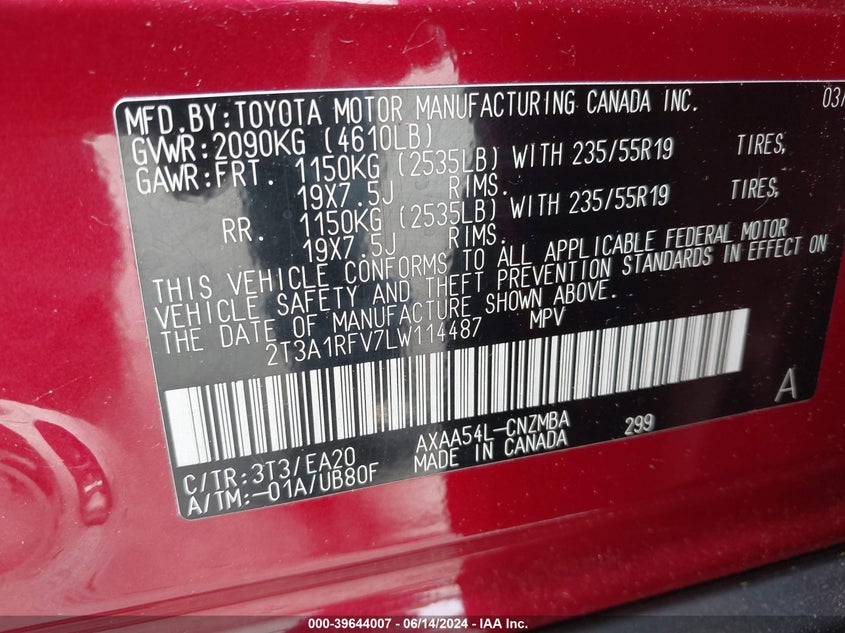 MFD.BY:TOYOTA MOTOR MANUFACTURING CANADA INC. 03/
GVWR:2090KG (4610LB)
GAWR:FRT. 1150KG (2535LB) WITH 235/55R19 TIRES,
19X7.5J RIMS.
RR. 1150KG (2535LB) WITH 235/55R19 TIRES,
19X7.5J RIMS.
THIS VEHICLE CONFORMS TO ALL APPLICABLE FEDERAL MOTOR
VEHICLE SAFETY AND THEFT PREVENTION STANDARDS IN EFFECT ON
THE DATE OF MANUFACTURE SHOWN ABOVE.
2T3A1RFV7LW114487 MPV
A
C/TR:3T3/EA20 AXAA54L-CNZMBA 299
A/TM:-01A/UB80F MADE IN CANADA
000-39644007 - 06/14/2024 - IAA Inc.